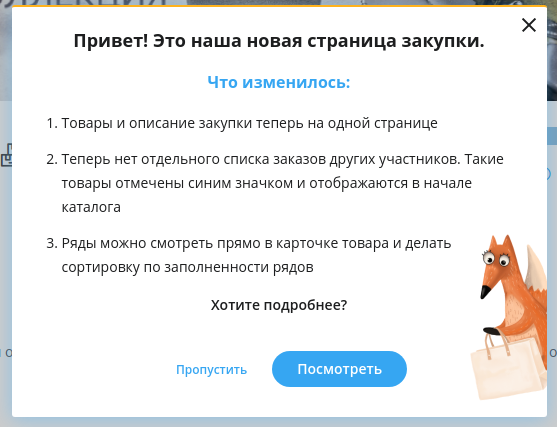 Привет! Это наша новая страница закупки.
Что изменилось:
1. Товары и описание закупки теперь на одной странице
2. Теперь нет отдельного списка заказов других участников. Такие
товары отмечены синим значком и отображаются в начале
каталога
3. Ряды можно смотреть прямо в карточке товара и делать
сортировку по заполненности рядов
Хотите подробнее?
Пропустить
Посмотреть